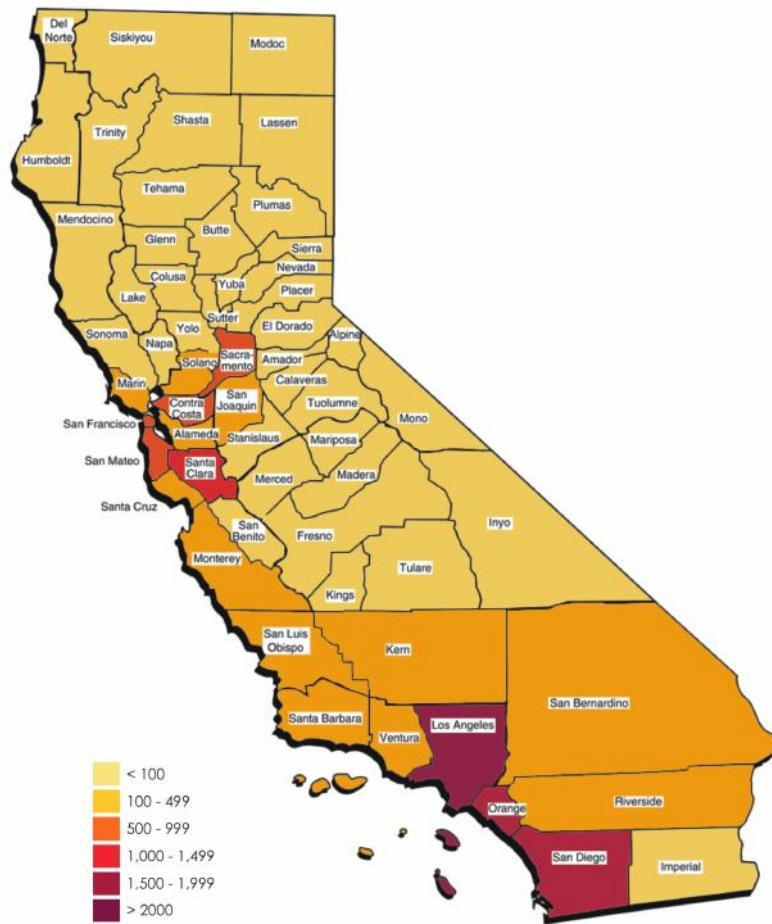 Del
Norte
Siskiyou
Modoc
Trinity
Shasta
Lassen
Humboldt
Tehama
Plumas
Mendocino
Butte
Glenn
Sierra
Nevada
Colusa
Yuba
Placer
Lake
Sutter
El Dorado
Sonoma
Napa
Yolo
Alpine
Sacra-
mento
Solano
Amador
Marin
Calaveras
Contra
Costa
San
Joaquin
Tuolumne
Mono
San Francisco
Alameda
Stanislaus
Mariposa
San Mateo
Santa
Clara
Merced
Madera
Santa Cruz
San
Benito
Fresno
Inyo
Monterey
Tulare
Kings
San Luis
Obispo
Kern
San Bernardino
Santa Barbara
Ventura
Los Angeles
Orange
Riverside
San Diego
Imperial
< 100
100 - 499
500 - 999
1,000 - 1,499
1,500 - 1,999
> 2000